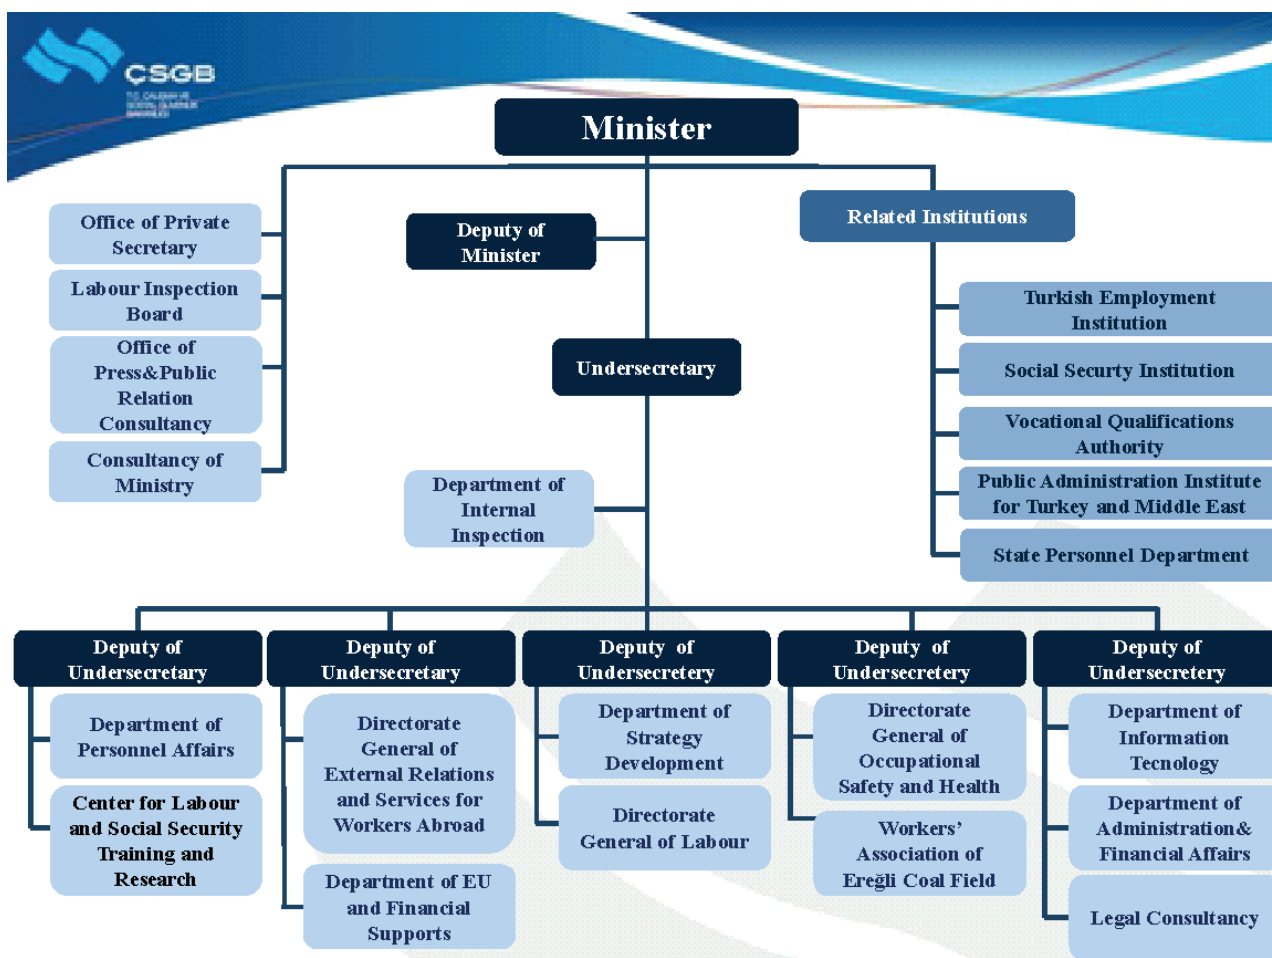 ÇSGB
T.C. ÇALIŞMA VE
SOSYAL GÜVENLİK
BAKANLIĞI
Minister
Office of Private
Secretary
Labour Inspection
Board
Office of
Press&Public
Relation
Consultancy
Consultancy of
Ministry
Deputy of
Minister
Undersecretary
Department of
Internal
Inspection
Related Institutions
Turkish Employment
Institution
Social Securty Institution
Vocational Qualifications
Authority
Public Administration Institute
for Turkey and Middle East
State Personnel Department
Deputy of
Undersecretary
Department of
Personnel Affairs
Center for Labour
and Social Security
Training and
Research
Deputy of
Undersecretary
Directorate
General of
External Relations
and Services for
Workers Abroad
Department of EU
and Financial
Supports
Deputy of
Undersecretery
Department of
Strategy
Development
Directorate
General of Labour
Deputy of
Undersecretery
Directorate
General of
Occupational
Safety and Health
Workers’
Association of
Ereğli Coal Field
Deputy of
Undersecretery
Department of
Information
Tecnology
Department of
Administration&
Financial Affairs
Legal Consultancy